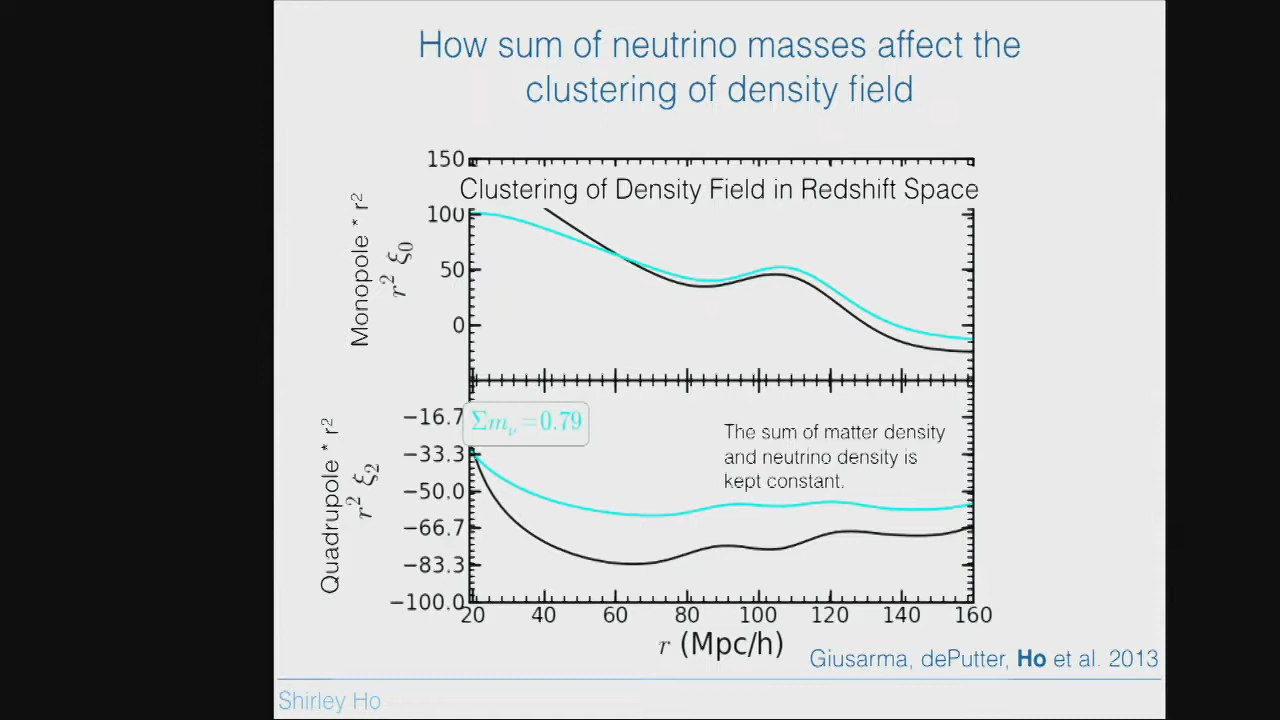 How sum of neutrino masses affect the
clustering of density field
150
Clustering of Density Field in Redshift Space
100
50
0
Monopole * r²
r² ξ₀
−16.7
−33.3
−50.0
−66.7
−83.3
−100.0
Quadrupole * r²
r² ξ₂
Σmᵥ=0.79
The sum of matter density
and neutrino density is
kept constant.
20 40 60 80 100 120 140 160
r (Mpc/h)
Giusarma, dePutter, Ho et al. 2013
Shirley Ho